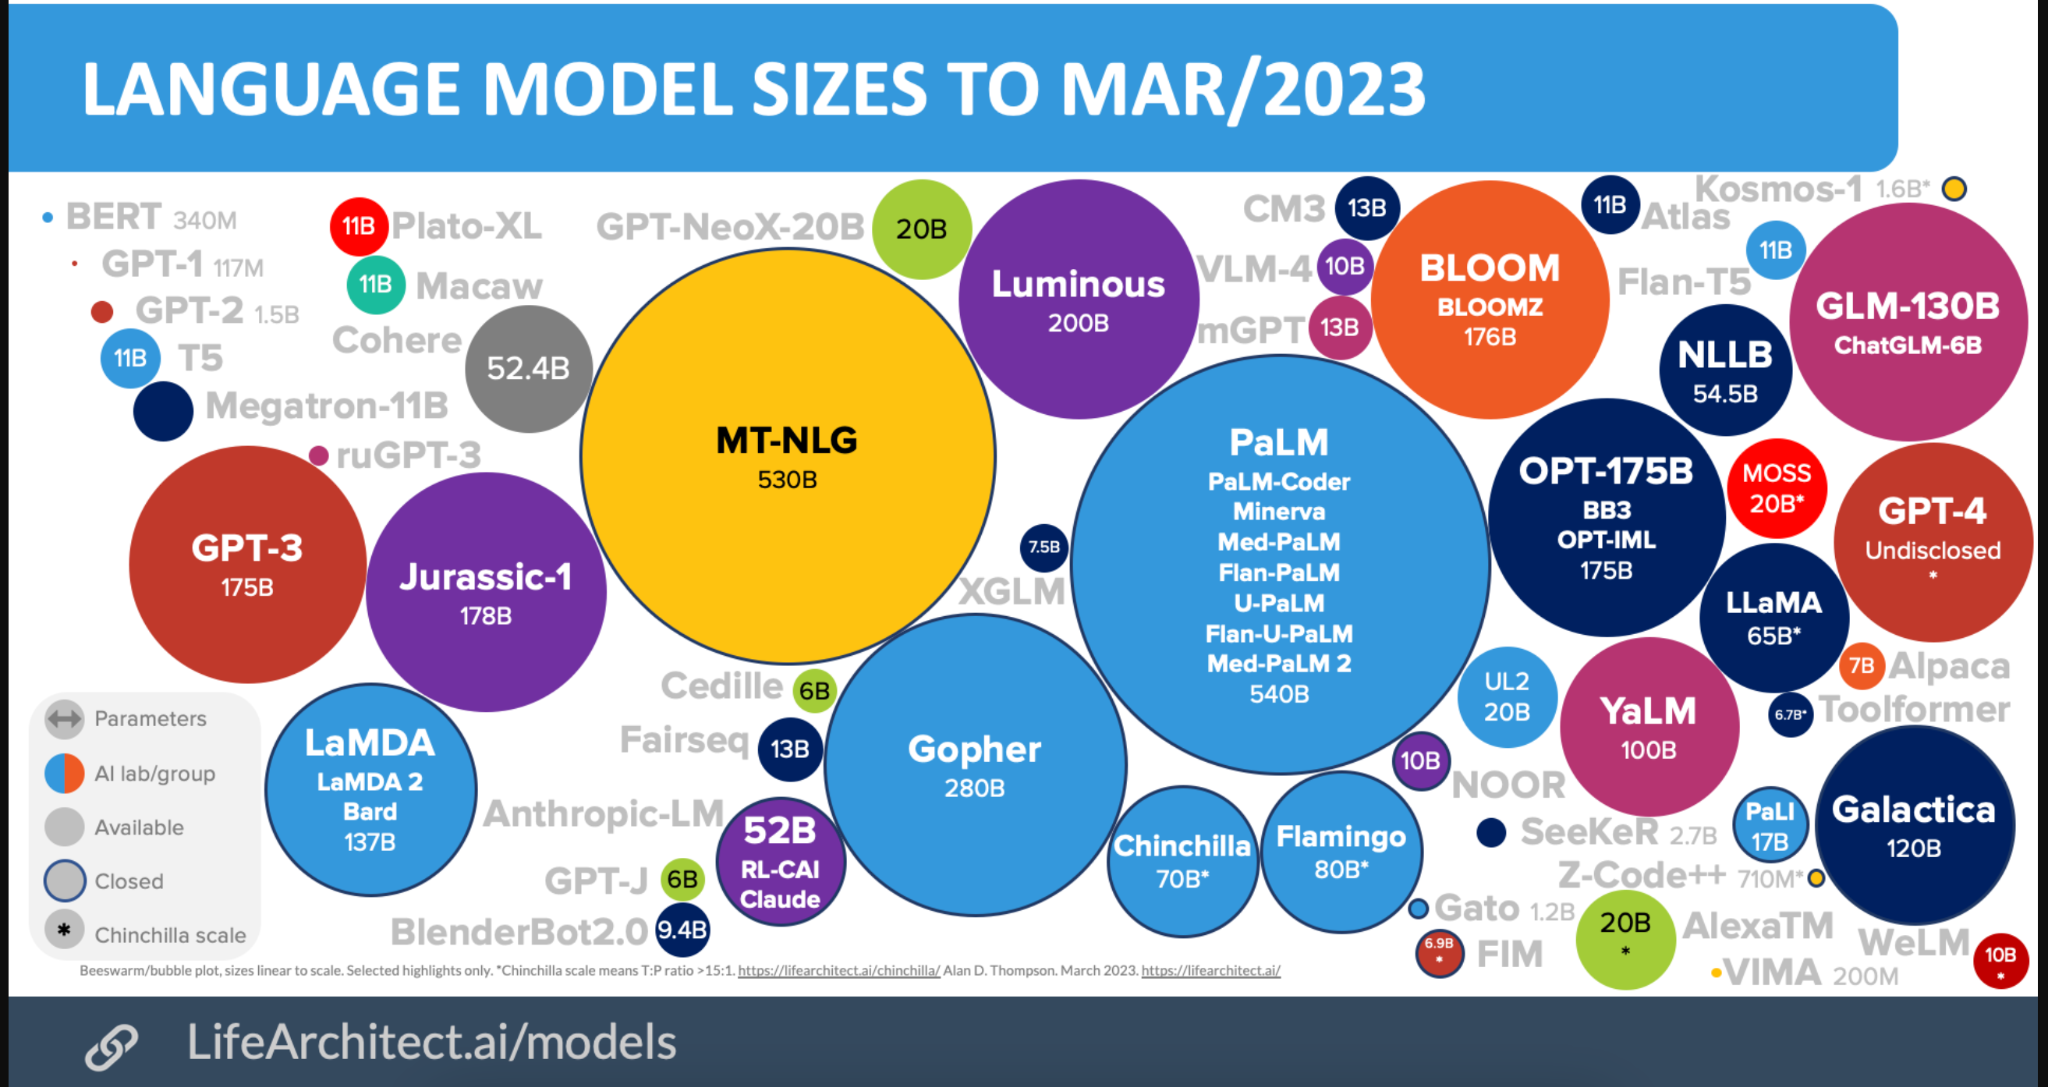 LANGUAGE MODEL SIZES TO MAR/2023
BERT 340M
GPT-1 117M
GPT-2 1.5B
11B T5
Megatron-11B
ruGPT-3
11B Plato-XL
11B Macaw
Cohere
52.4B
GPT-NeoX-20B 20B
GPT-3
175B
Jurassic-1
178B
MT-NLG
530B
Luminous
200B
CM3 13B
VLM-4 10B
mGPT 13B
BLOOM
BLOOMZ
176B
11B Atlas
Kosmos-1 1.6B*
Flan-T5 11B
GLM-130B
ChatGLM-6B
NLLB
54.5B
PaLM
PaLM-Coder
Minerva
Med-PaLM
Flan-PaLM
U-PaLM
Flan-U-PaLM
Med-PaLM 2
540B
OPT-175B
BB3
OPT-IML
175B
MOSS
20B*
GPT-4
Undisclosed
*
7.5B
XGLM
LLaMA
65B*
7B Alpaca
6.7B* Toolformer
UL2
20B
YaLM
100B
Parameters
AI lab/group
Available
Closed
* Chinchilla scale
LaMDA
LaMDA 2
Bard
137B
Cedille 6B
Fairseq 13B
Anthropic-LM
52B
RL-CAI
Claude
GPT-J 6B
BlenderBot2.0 9.4B
Gopher
280B
Chinchilla
70B*
Flamingo
80B*
10B
NOOR
SeeKeR 2.7B
PaLI
17B
Galactica
120B
Z-Code++ 710M*
Gato 1.2B
6.9B
*
FIM
20B
*
AlexaTM
VIMA 200M
WeLM
10B
*
Beeswarm/bubble plot, sizes linear to scale. Selected highlights only. *Chinchilla scale means T:P ratio >15:1. https://lifearchitect.ai/chinchilla/ Alan D. Thompson. March 2023. https://lifearchitect.ai/
LifeArchitect.ai/models